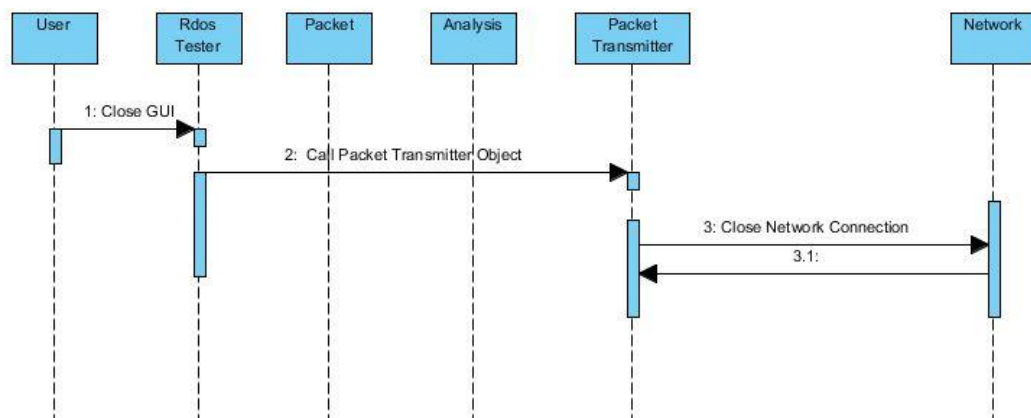 User
Rdos
Tester
Packet
Analysis
Packet
Transmitter
Network
1: Close GUI
2: Call Packet Transmitter Object
3: Close Network Connection
3.1: